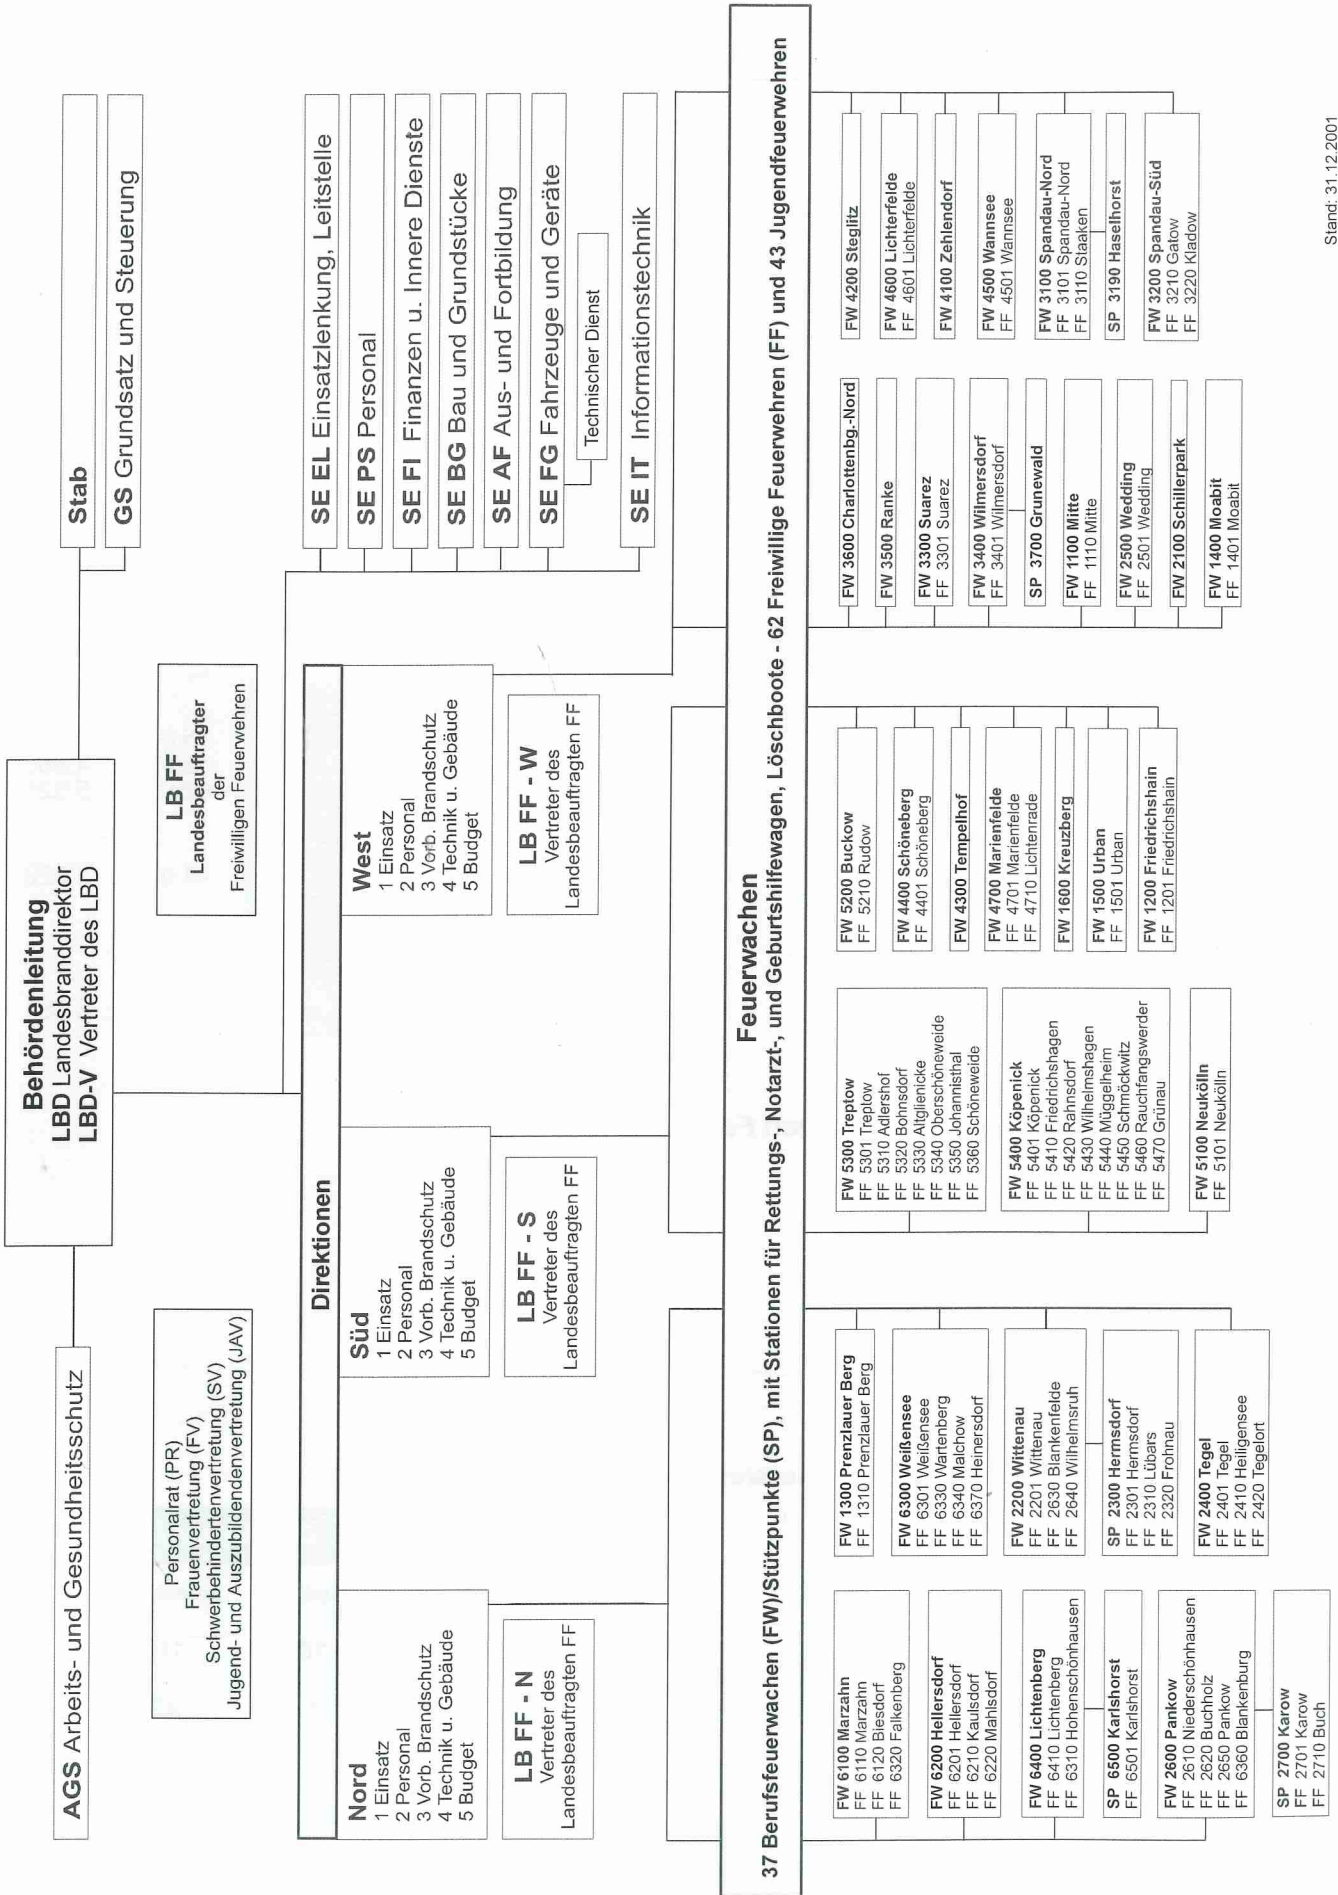 Behördenleitung
LBD Landesbranddirektor
LBD-V Vertreter des LBD
AGS Arbeits- und Gesundheitsschutz
Stab
GS Grundsatz und Steuerung
Personalrat (PR)
Frauenvertretung (FV)
Schwerbehindertenvertretung (SV)
Jugend- und Auszubildendenvertretung (JAV)
LB FF
Landesbeauftragter
der
Freiwilligen Feuerwehren
Direktionen
Nord
1 Einsatz
2 Personal
3 Vorb. Brandschutz
4 Technik u. Gebäude
5 Budget
Süd
1 Einsatz
2 Personal
3 Vorb. Brandschutz
4 Technik u. Gebäude
5 Budget
West
1 Einsatz
2 Personal
3 Vorb. Brandschutz
4 Technik u. Gebäude
5 Budget
LB FF - N
Vertreter des
Landesbeauftragten FF
LB FF - S
Vertreter des
Landesbeauftragten FF
LB FF - W
Vertreter des
Landesbeauftragten FF
SE EL Einsatzlenkung, Leitstelle
SE PS Personal
SE FI Finanzen u. Innere Dienste
SE BG Bau und Grundstücke
SE AF Aus- und Fortbildung
SE FG Fahrzeuge und Geräte
Technischer Dienst
SE IT Informationstechnik
Feuerwachen
37 Berufsfeuerwachen (FW)/Stützpunkte (SP), mit Stationen für Rettungs-, Notarzt-, und Geburtshilfewagen, Löschboote - 62 Freiwillige Feuerwehren (FF) und 43 Jugendfeuerwehren
FW 6100 Marzahn
FF 6110 Marzahn
FF 6120 Biesdorf
FF 6320 Falkenberg
FW 6200 Hellersdorf
FF 6201 Hellersdorf
FF 6210 Kaulsdorf
FF 6220 Mahlsdorf
FW 6400 Lichtenberg
FF 6410 Lichtenberg
FF 6310 Hohenschönhausen
SP 6500 Karlshorst
FF 6501 Karlshorst
FW 2600 Pankow
FF 2610 Niederschönhausen
FF 2620 Buchholz
FF 2650 Pankow
FF 6360 Blankenburg
SP 2700 Karow
FF 2701 Karow
FF 2710 Buch
FW 1300 Prenzlauer Berg
FF 1310 Prenzlauer Berg
FW 6300 Weißensee
FF 6301 Weißensee
FF 6330 Wartenberg
FF 6340 Malchow
FF 6370 Heinersdorf
FW 2200 Wittenau
FF 2201 Wittenau
FF 2630 Blankenfelde
FF 2640 Wilhelmsruh
SP 2300 Hermsdorf
FF 2301 Hermsdorf
FF 2310 Lübars
FF 2320 Frohnau
FW 2400 Tegel
FF 2401 Tegel
FF 2410 Heiligensee
FF 2420 Tegelort
FW 5300 Treptow
FF 5301 Treptow
FF 5310 Adlershof
FF 5320 Bohnsdorf
FF 5330 Altglienicke
FF 5340 Oberschöneweide
FF 5350 Johannisthal
FF 5360 Schöneweide
FW 5400 Köpenick
FF 5401 Köpenick
FF 5410 Friedrichshagen
FF 5420 Rahnsdorf
FF 5430 Wilhelmshagen
FF 5440 Müggelheim
FF 5450 Schmöckwitz
FF 5460 Rauchfangswerder
FF 5470 Grünau
FW 5100 Neukölln
FF 5101 Neukölln
FW 5200 Buckow
FF 5210 Rudow
FW 4400 Schöneberg
FF 4401 Schöneberg
FW 4300 Tempelhof
FW 4700 Marienfelde
FF 4701 Marienfelde
FF 4710 Lichtenrade
FW 1600 Kreuzberg
FW 1500 Urban
FF 1501 Urban
FW 1200 Friedrichshain
FF 1201 Friedrichshain
FW 3600 Charlottenbg.-Nord
FW 3500 Ranke
FW 3300 Suarez
FF 3301 Suarez
FW 3400 Wilmersdorf
FF 3401 Wilmersdorf
SP 3700 Grunewald
FW 1100 Mitte
FF 1110 Mitte
FW 2500 Wedding
FF 2501 Wedding
FW 2100 Schillerpark
FW 1400 Moabit
FF 1401 Moabit
FW 4200 Steglitz
FW 4600 Lichterfelde
FF 4601 Lichterfelde
FW 4100 Zehlendorf
FW 4500 Wannsee
FF 4501 Wannsee
FW 3100 Spandau-Nord
FF 3101 Spandau-Nord
FF 3110 Staaken
SP 3190 Haselhorst
FW 3200 Spandau-Süd
FF 3210 Gatow
FF 3220 Kladow
Stand: 31.12.2001